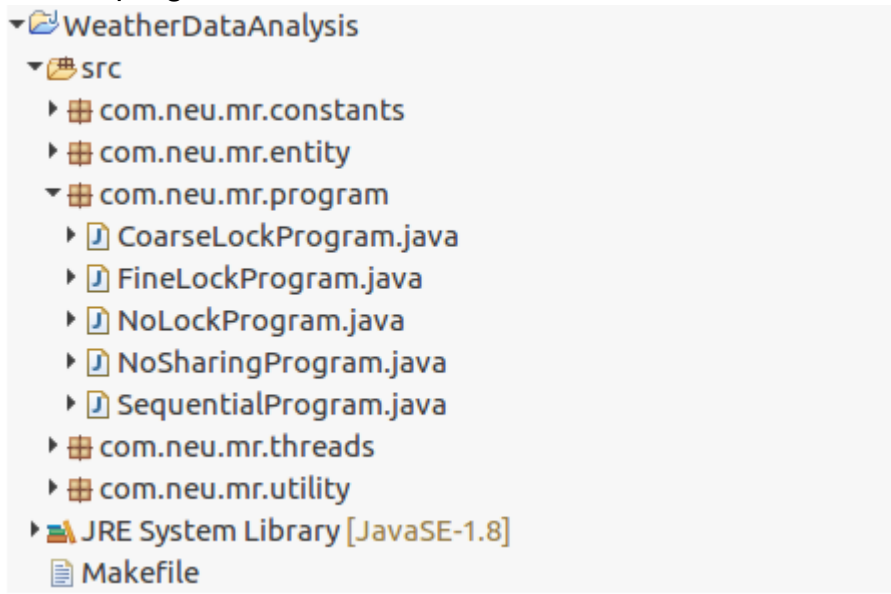 WeatherDataAnalysis
src
com.neu.mr.constants
com.neu.mr.entity
com.neu.mr.program
CoarseLockProgram.java
FineLockProgram.java
NoLockProgram.java
NoSharingProgram.java
SequentialProgram.java
com.neu.mr.threads
com.neu.mr.utility
JRE System Library [JavaSE-1.8]
Makefile